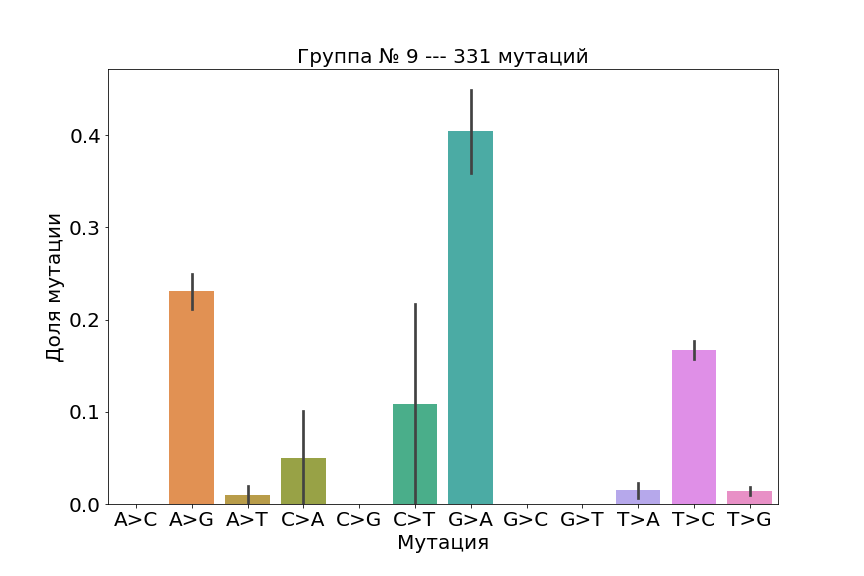 Группа № 9 --- 331 мутаций
Доля мутации
0.4
0.3
0.2
0.1
0.0
A>C A>G A>T C>A C>G C>T G>A G>C G>T T>A T>C T>G
Мутация